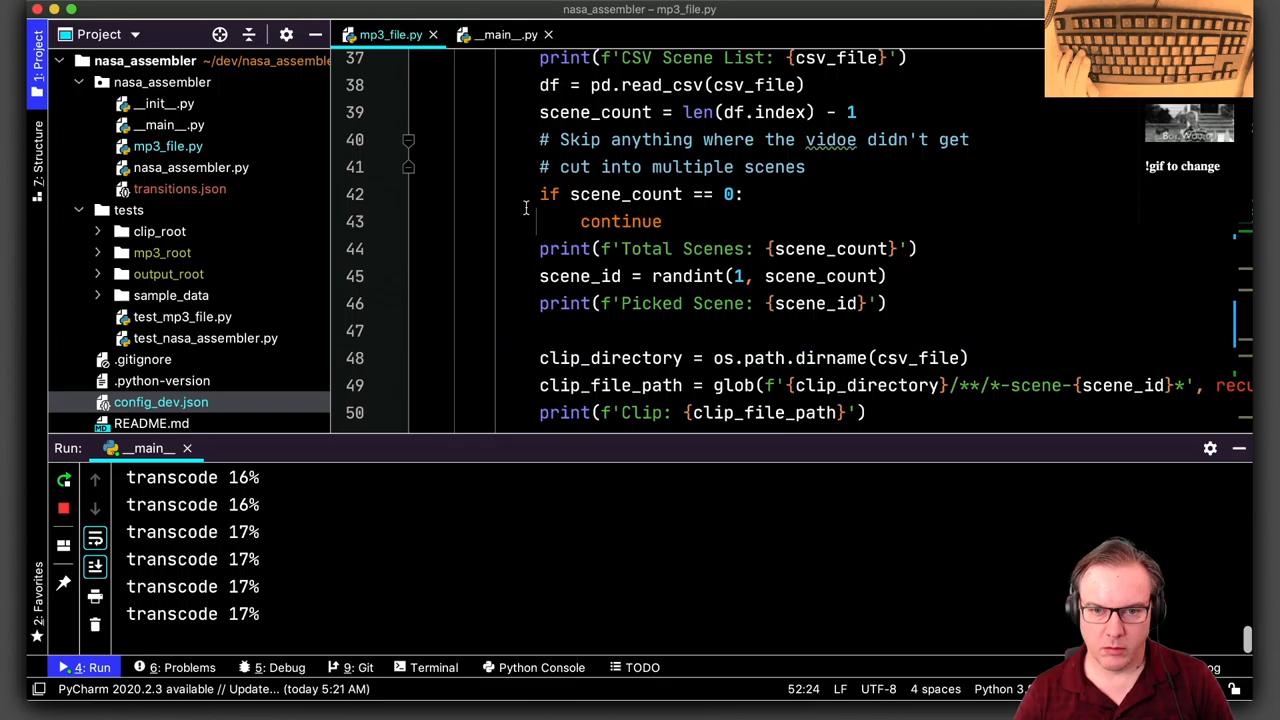 nasa_assembler – mp3_file.py
Project
mp3_file.py
__main__.py
1: Project
7: Structure
2: Favorites
nasa_assembler ~/dev/nasa_assemble
nasa_assembler
__init__.py
__main__.py
mp3_file.py
nasa_assembler.py
transitions.json
tests
clip_root
mp3_root
output_root
sample_data
test_mp3_file.py
test_nasa_assembler.py
.gitignore
.python-version
config_dev.json
README.md
37 print(f'CSV Scene List: {csv_file}')
38 df = pd.read_csv(csv_file)
39 scene_count = len(df.index) - 1
40 # Skip anything where the vidoe didn't get
41 # cut into multiple scenes
42 if scene_count == 0:
43 continue
44 print(f'Total Scenes: {scene_count}')
45 scene_id = randint(1, scene_count)
46 print(f'Picked Scene: {scene_id}')
47
48 clip_directory = os.path.dirname(csv_file)
49 clip_file_path = glob(f'{clip_directory}/**/*-scene-{scene_id}*', recu
50 print(f'Clip: {clip_file_path}')
!gif to change
Run: __main__
transcode 16%
transcode 16%
transcode 17%
transcode 17%
transcode 17%
transcode 17%
4: Run 6: Problems 5: Debug 9: Git Terminal Python Console TODO
PyCharm 2020.2.3 available // Update... (today 5:21 AM) 52:24 LF UTF-8 4 spaces Python 3.